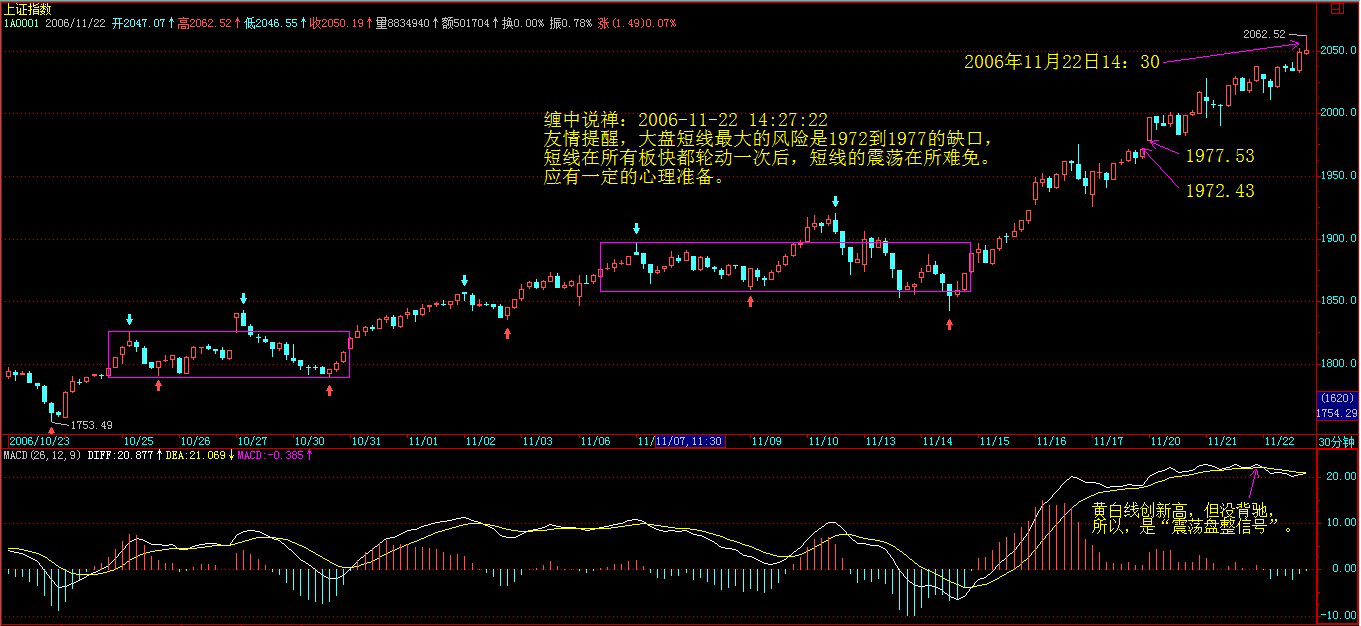 上证指数
1A0001 2006/11/22 开2047.07↑高2062.52↑低2046.55↑收2050.19↑量8834940↑额501704↑换0.00% 振0.78% 涨(1.49)0.07%
2062.52
2050.0
2006年11月22日14：30
缠中说禅：2006-11-22 14:27:22
友情提醒，大盘短线最大的风险是1972到1977的缺口，
短线在所有板快都轮动一次后，短线的震荡在所难免。
应有一定的心理准备。
2000.0
1977.53
1950.0
1972.43
1900.0
1850.0
1800.0
(1620)
1754.29
1753.49
2006/10/23 10/25 10/26 10/27 10/30 10/31 11/01 11/02 11/03 11/06 11/ 11/07,11:30 11/09 11/10 11/13 11/14 11/15 11/16 11/17 11/20 11/21 11/22 30分钟
MACD(26,12,9) DIFF:20.877↑DEA:21.069↓MACD:-0.385↑
20.00
黄白线创新高，但没背驰，
所以，是“震荡盘整信号”。
10.00
0.00
-10.00